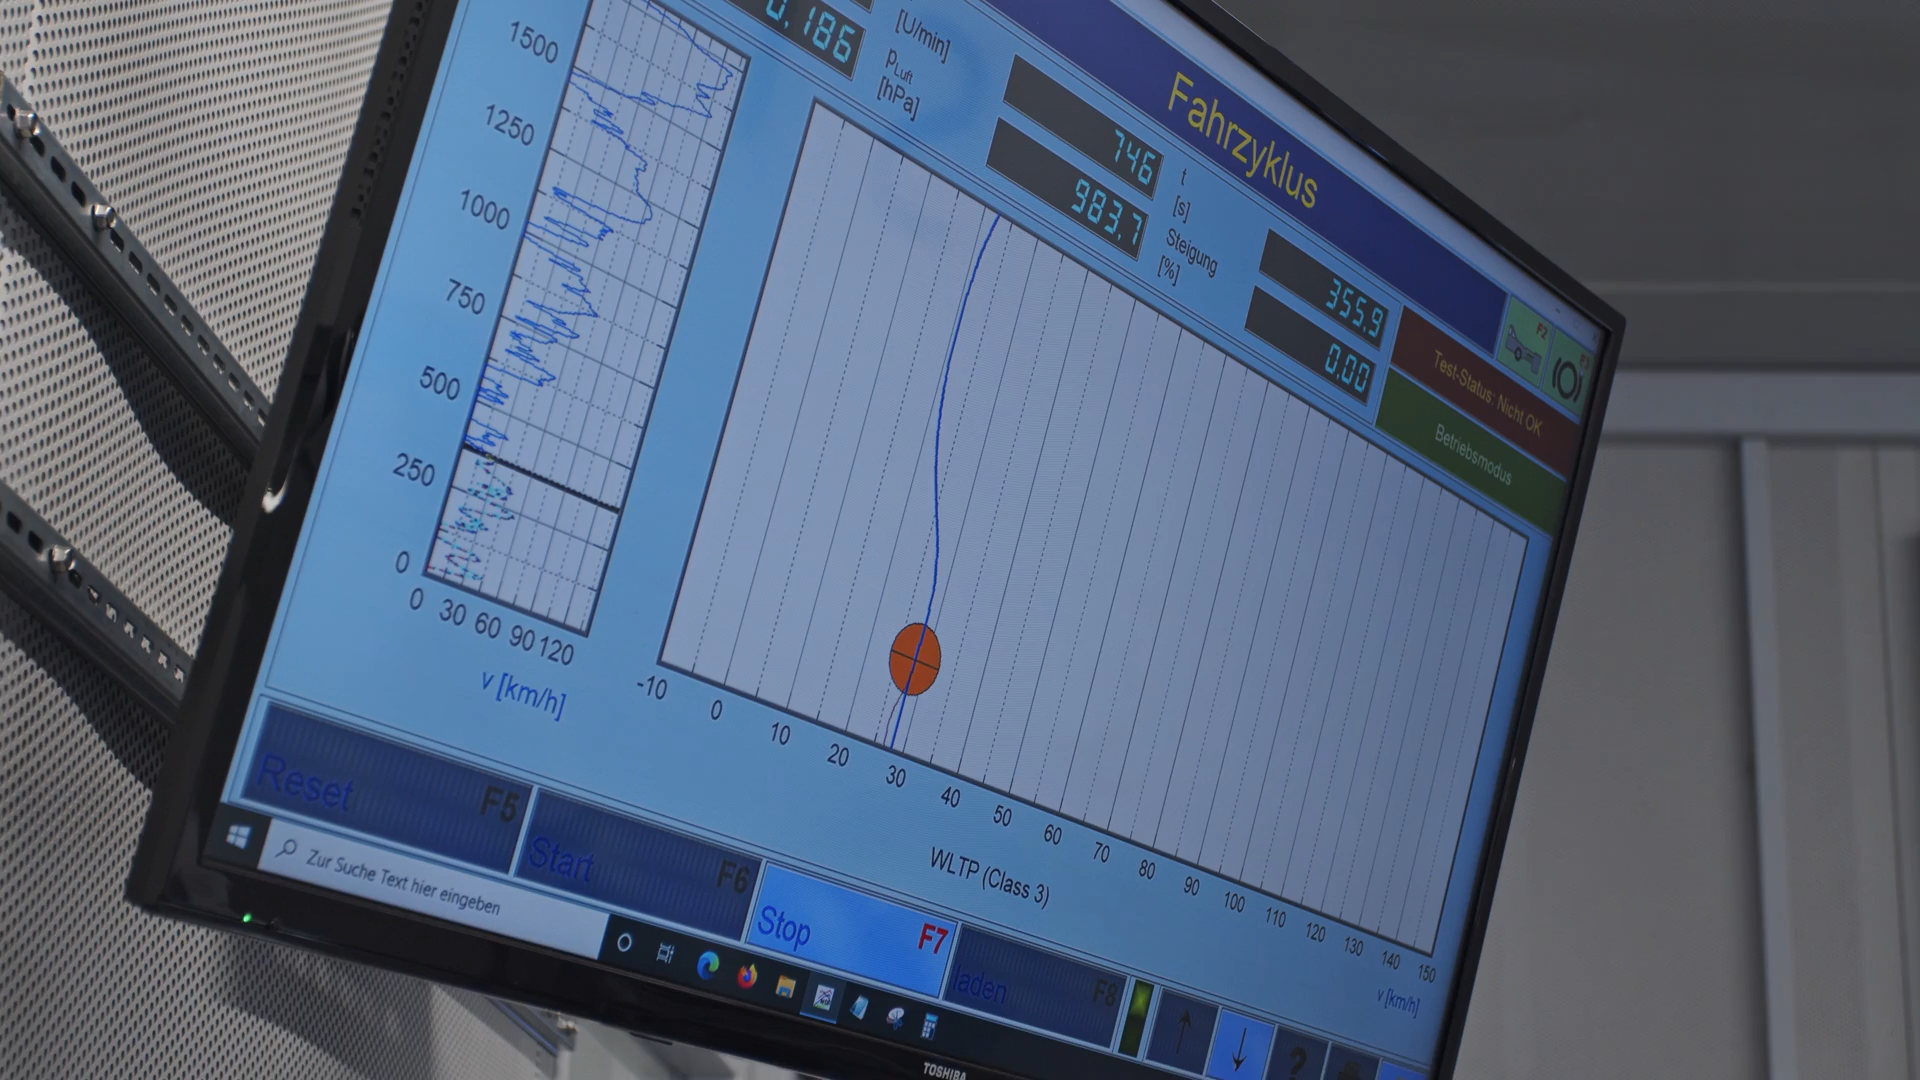 Fahrzyklus
0.186
[U/min]
pLuft
[hPa]
746
983.7
t
[s]
Steigung
[%]
355.9
0.00
F2
F3
Test-Status: Nicht OK
Betriebsmodus
1500
1250
1000
750
500
250
0
0 30 60 90 120
v [km/h]
-10 0 10 20 30 40 50 60 70 80 90 100 110 120 130 140 150
v [km/h]
WLTP (Class 3)
Reset F5
Start F6
Stop F7
laden F8
?
Zur Suche Text hier eingeben
TOSHIBA